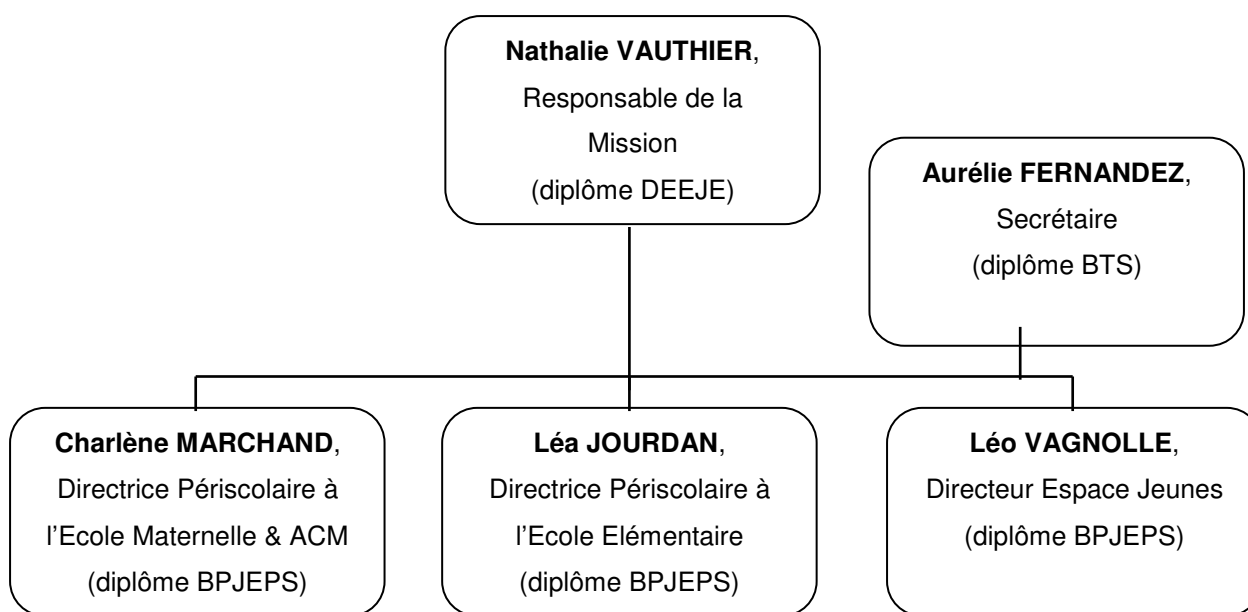 Nathalie VAUTHIER,
Responsable de la
Mission
(diplôme DEEJE)
Aurélie FERNANDEZ,
Secrétaire
(diplôme BTS)
Charlène MARCHAND,
Directrice Périscolaire à
l'Ecole Maternelle & ACM
(diplôme BPJEPS)
Léa JOURDAN,
Directrice Périscolaire à
l'Ecole Elémentaire
(diplôme BPJEPS)
Léo VAGNOLLE,
Directeur Espace Jeunes
(diplôme BPJEPS)